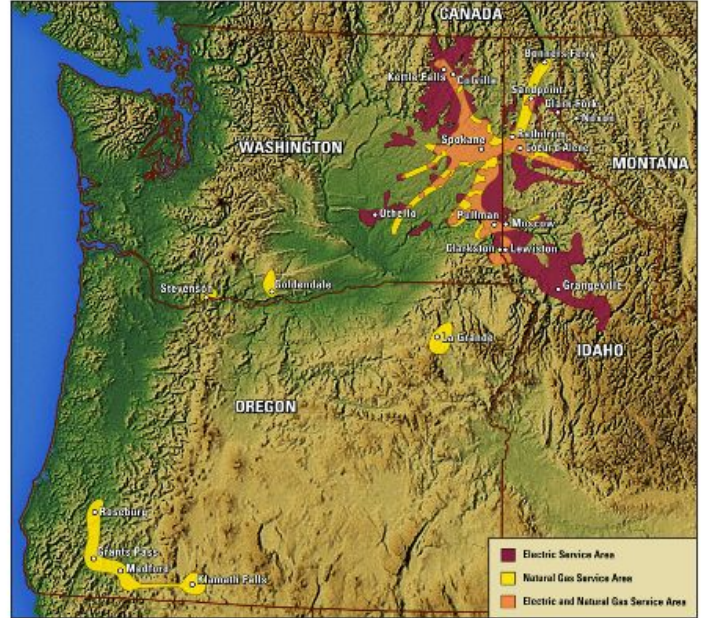 CANADA
Bonners Ferry
Kettle Falls
Colville
Sandpoint
Clark Fork
Noxon
Rathdrum
Spokane
Coeur d'Alene
WASHINGTON
MONTANA
Othello
Pullman
Moscow
Clarkston
Lewiston
Stevenson
Goldendale
Grangeville
La Grande
IDAHO
OREGON
Roseburg
Grants Pass
Medford
Klamath Falls
Electric Service Area
Natural Gas Service Area
Electric and Natural Gas Service Area